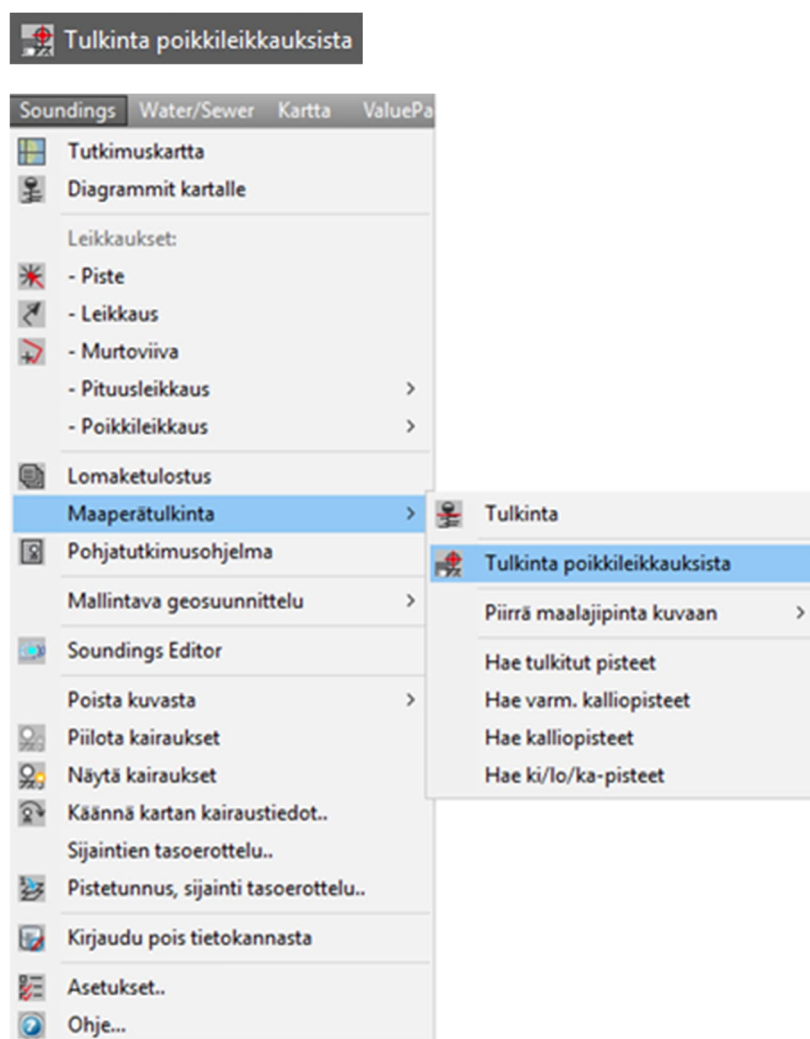 Tulkinta poikkileikkauksista
Soundings Water/Sewer Kartta ValuePa
Tutkimuskartta
Diagrammit kartalle
Leikkaukset:
- Piste
- Leikkaus
- Murtoviiva
- Pituusleikkaus >
- Poikkileikkaus >
Lomaketulostus
Maaperätulkinta >
Pohjatutkimusohjelma
Mallintava geosuunnittelu >
Soundings Editor
Poista kuvasta >
Piilota kairaukset
Näytä kairaukset
Käännä kartan kairaustiedot..
Sijaintien tasoerottelu..
Pistetunnus, sijainti tasoerottelu..
Kirjaudu pois tietokannasta
Asetukset..
Ohje...
Tulkinta
Tulkinta poikkileikkauksista
Piirrä maalajipinta kuvaan >
Hae tulkitut pisteet
Hae varm. kalliopisteet
Hae kalliopisteet
Hae ki/lo/ka-pisteet